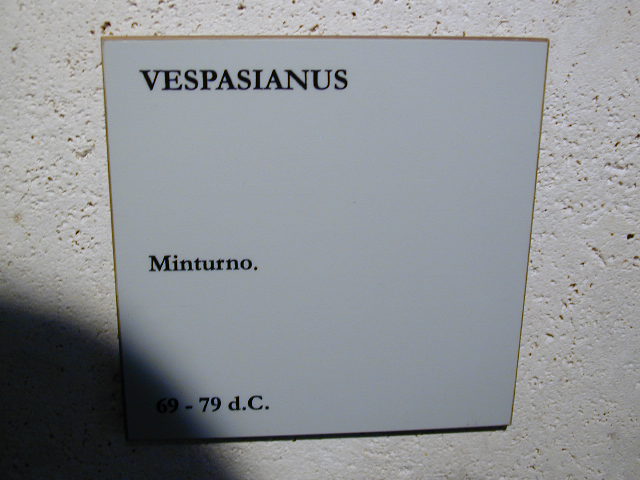 VESPASIANUS
Minturno.
69 - 79 d.C.